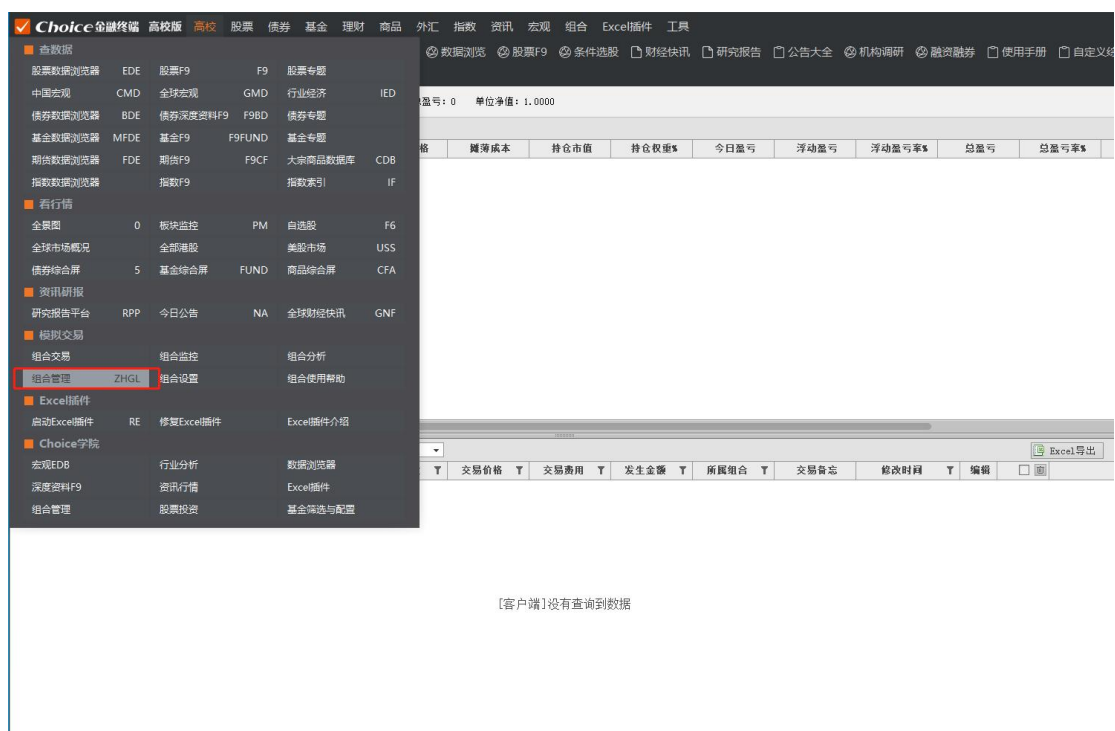 Choice金融终端 高校版 高校 股票 债券 基金 理财 商品 外汇 指数 资讯 宏观 组合 Excel插件 工具
查数据
数据浏览 股票F9 条件选股 财经快讯 研究报告 公告大全 机构调研 融资融券 使用手册 自定义综
股票数据浏览器 EDE 股票F9 F9 股票专题
中国宏观 CMD 全球宏观 GMD 行业经济 IED
盈亏: 0 单位净值: 1.0000
债券数据浏览器 BDE 债券深度资料F9 F9BD 债券专题
基金数据浏览器 MFDE 基金F9 F9FUND 基金专题
格 摊薄成本 持仓市值 持仓权重% 今日盈亏 浮动盈亏 浮动盈亏率% 总盈亏 总盈亏率%
期货数据浏览器 FDE 期货F9 F9CF 大宗商品数据库 CDB
指数数据浏览器 指数F9 指数索引 IF
看行情
全景图 0 板块监控 PM 自选股 F6
全球市场概况 全部港股 美股市场 USS
债券综合屏 5 基金综合屏 FUND 商品综合屏 CFA
资讯研报
研究报告平台 RPP 今日公告 NA 全球财经快讯 GNF
模拟交易
组合交易 组合监控 组合分析
组合管理 ZHGL 组合设置 组合使用帮助
Excel插件
启动Excel插件 RE 修复Excel插件 Excel插件介绍
Choice学院
Excel导出
宏观EDB 行业分析 数据浏览器
交易价格 交易费用 发生金额 所属组合 交易备忘 修改时间 编辑
深度资料F9 资讯行情 Excel插件
组合管理 股票投资 基金筛选与配置
[客户端]没有查询到数据